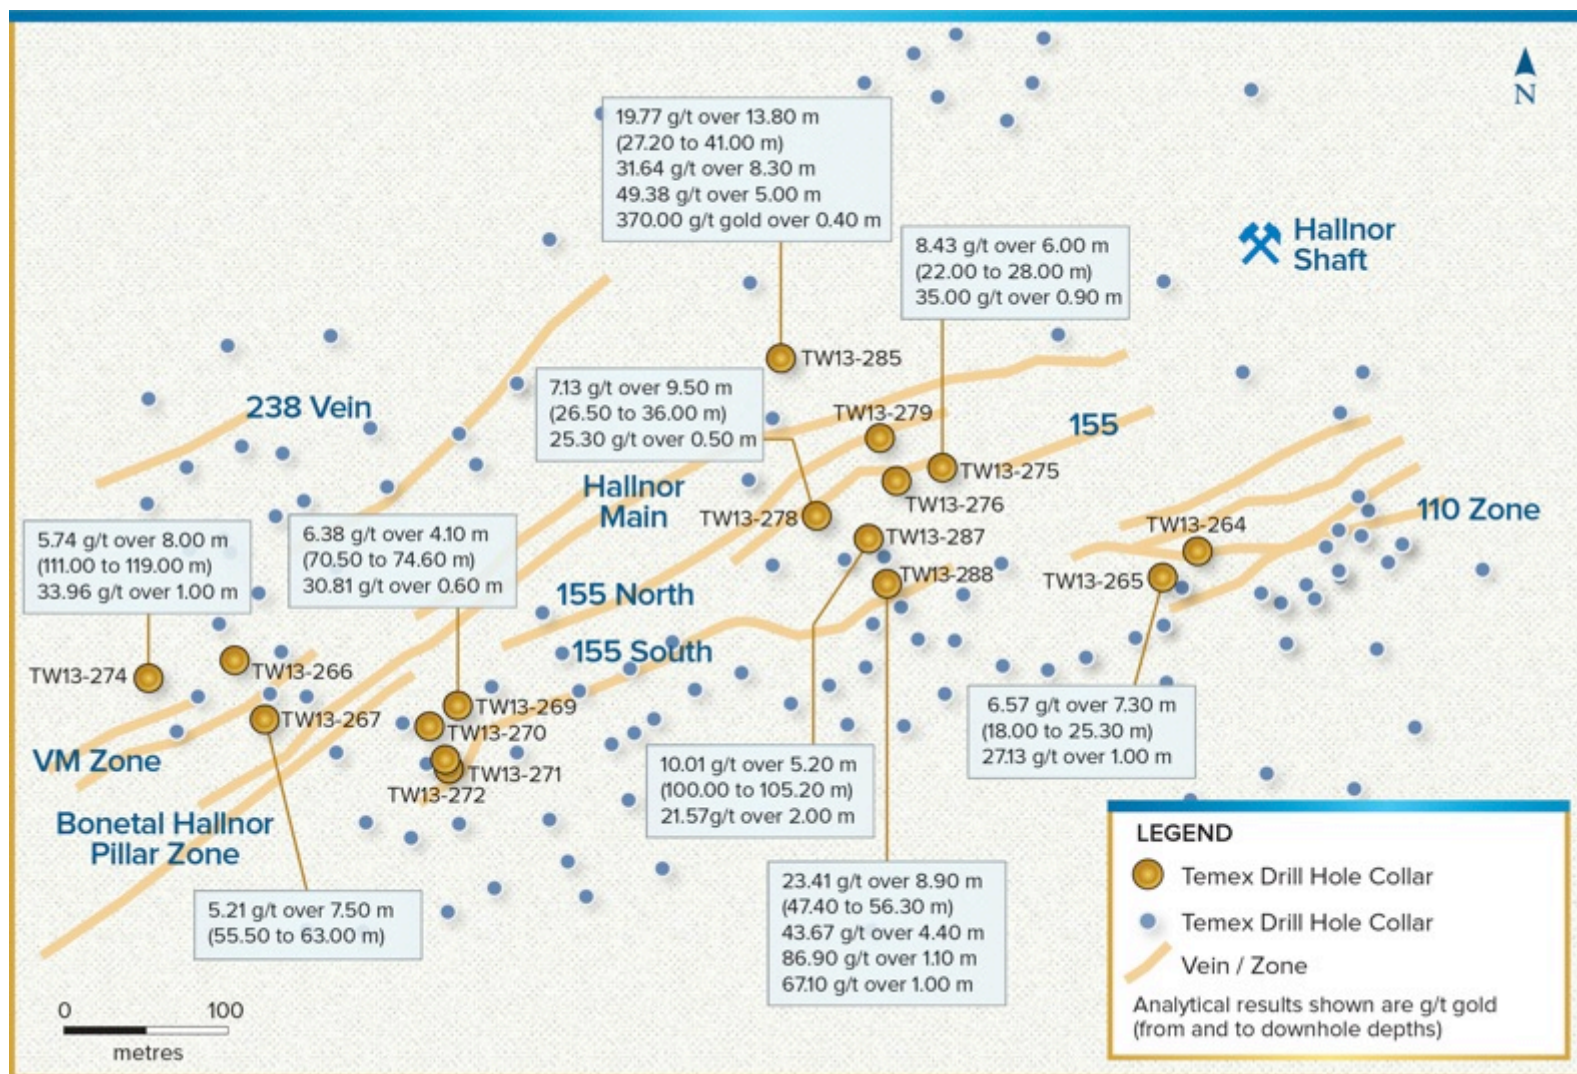 N
19.77 g/t over 13.80 m
(27.20 to 41.00 m)
31.64 g/t over 8.30 m
49.38 g/t over 5.00 m
370.00 g/t gold over 0.40 m
8.43 g/t over 6.00 m
(22.00 to 28.00 m)
35.00 g/t over 0.90 m
Hallnor
Shaft
TW13-285
7.13 g/t over 9.50 m
(26.50 to 36.00 m)
25.30 g/t over 0.50 m
238 Vein
TW13-279
155
TW13-275
Hallnor
Main
TW13-276
TW13-278
110 Zone
TW13-264
5.74 g/t over 8.00 m
(111.00 to 119.00 m)
33.96 g/t over 1.00 m
6.38 g/t over 4.10 m
(70.50 to 74.60 m)
30.81 g/t over 0.60 m
TW13-287
TW13-288
TW13-265
155 North
155 South
TW13-274
TW13-266
TW13-267
TW13-269
TW13-270
TW13-271
TW13-272
VM Zone
Bonetal Hallnor
Pillar Zone
6.57 g/t over 7.30 m
(18.00 to 25.30 m)
27.13 g/t over 1.00 m
10.01 g/t over 5.20 m
(100.00 to 105.20 m)
21.57g/t over 2.00 m
23.41 g/t over 8.90 m
(47.40 to 56.30 m)
43.67 g/t over 4.40 m
86.90 g/t over 1.10 m
67.10 g/t over 1.00 m
5.21 g/t over 7.50 m
(55.50 to 63.00 m)
0 100
metres
LEGEND
Temex Drill Hole Collar
Temex Drill Hole Collar
Vein / Zone
Analytical results shown are g/t gold
(from and to downhole depths)